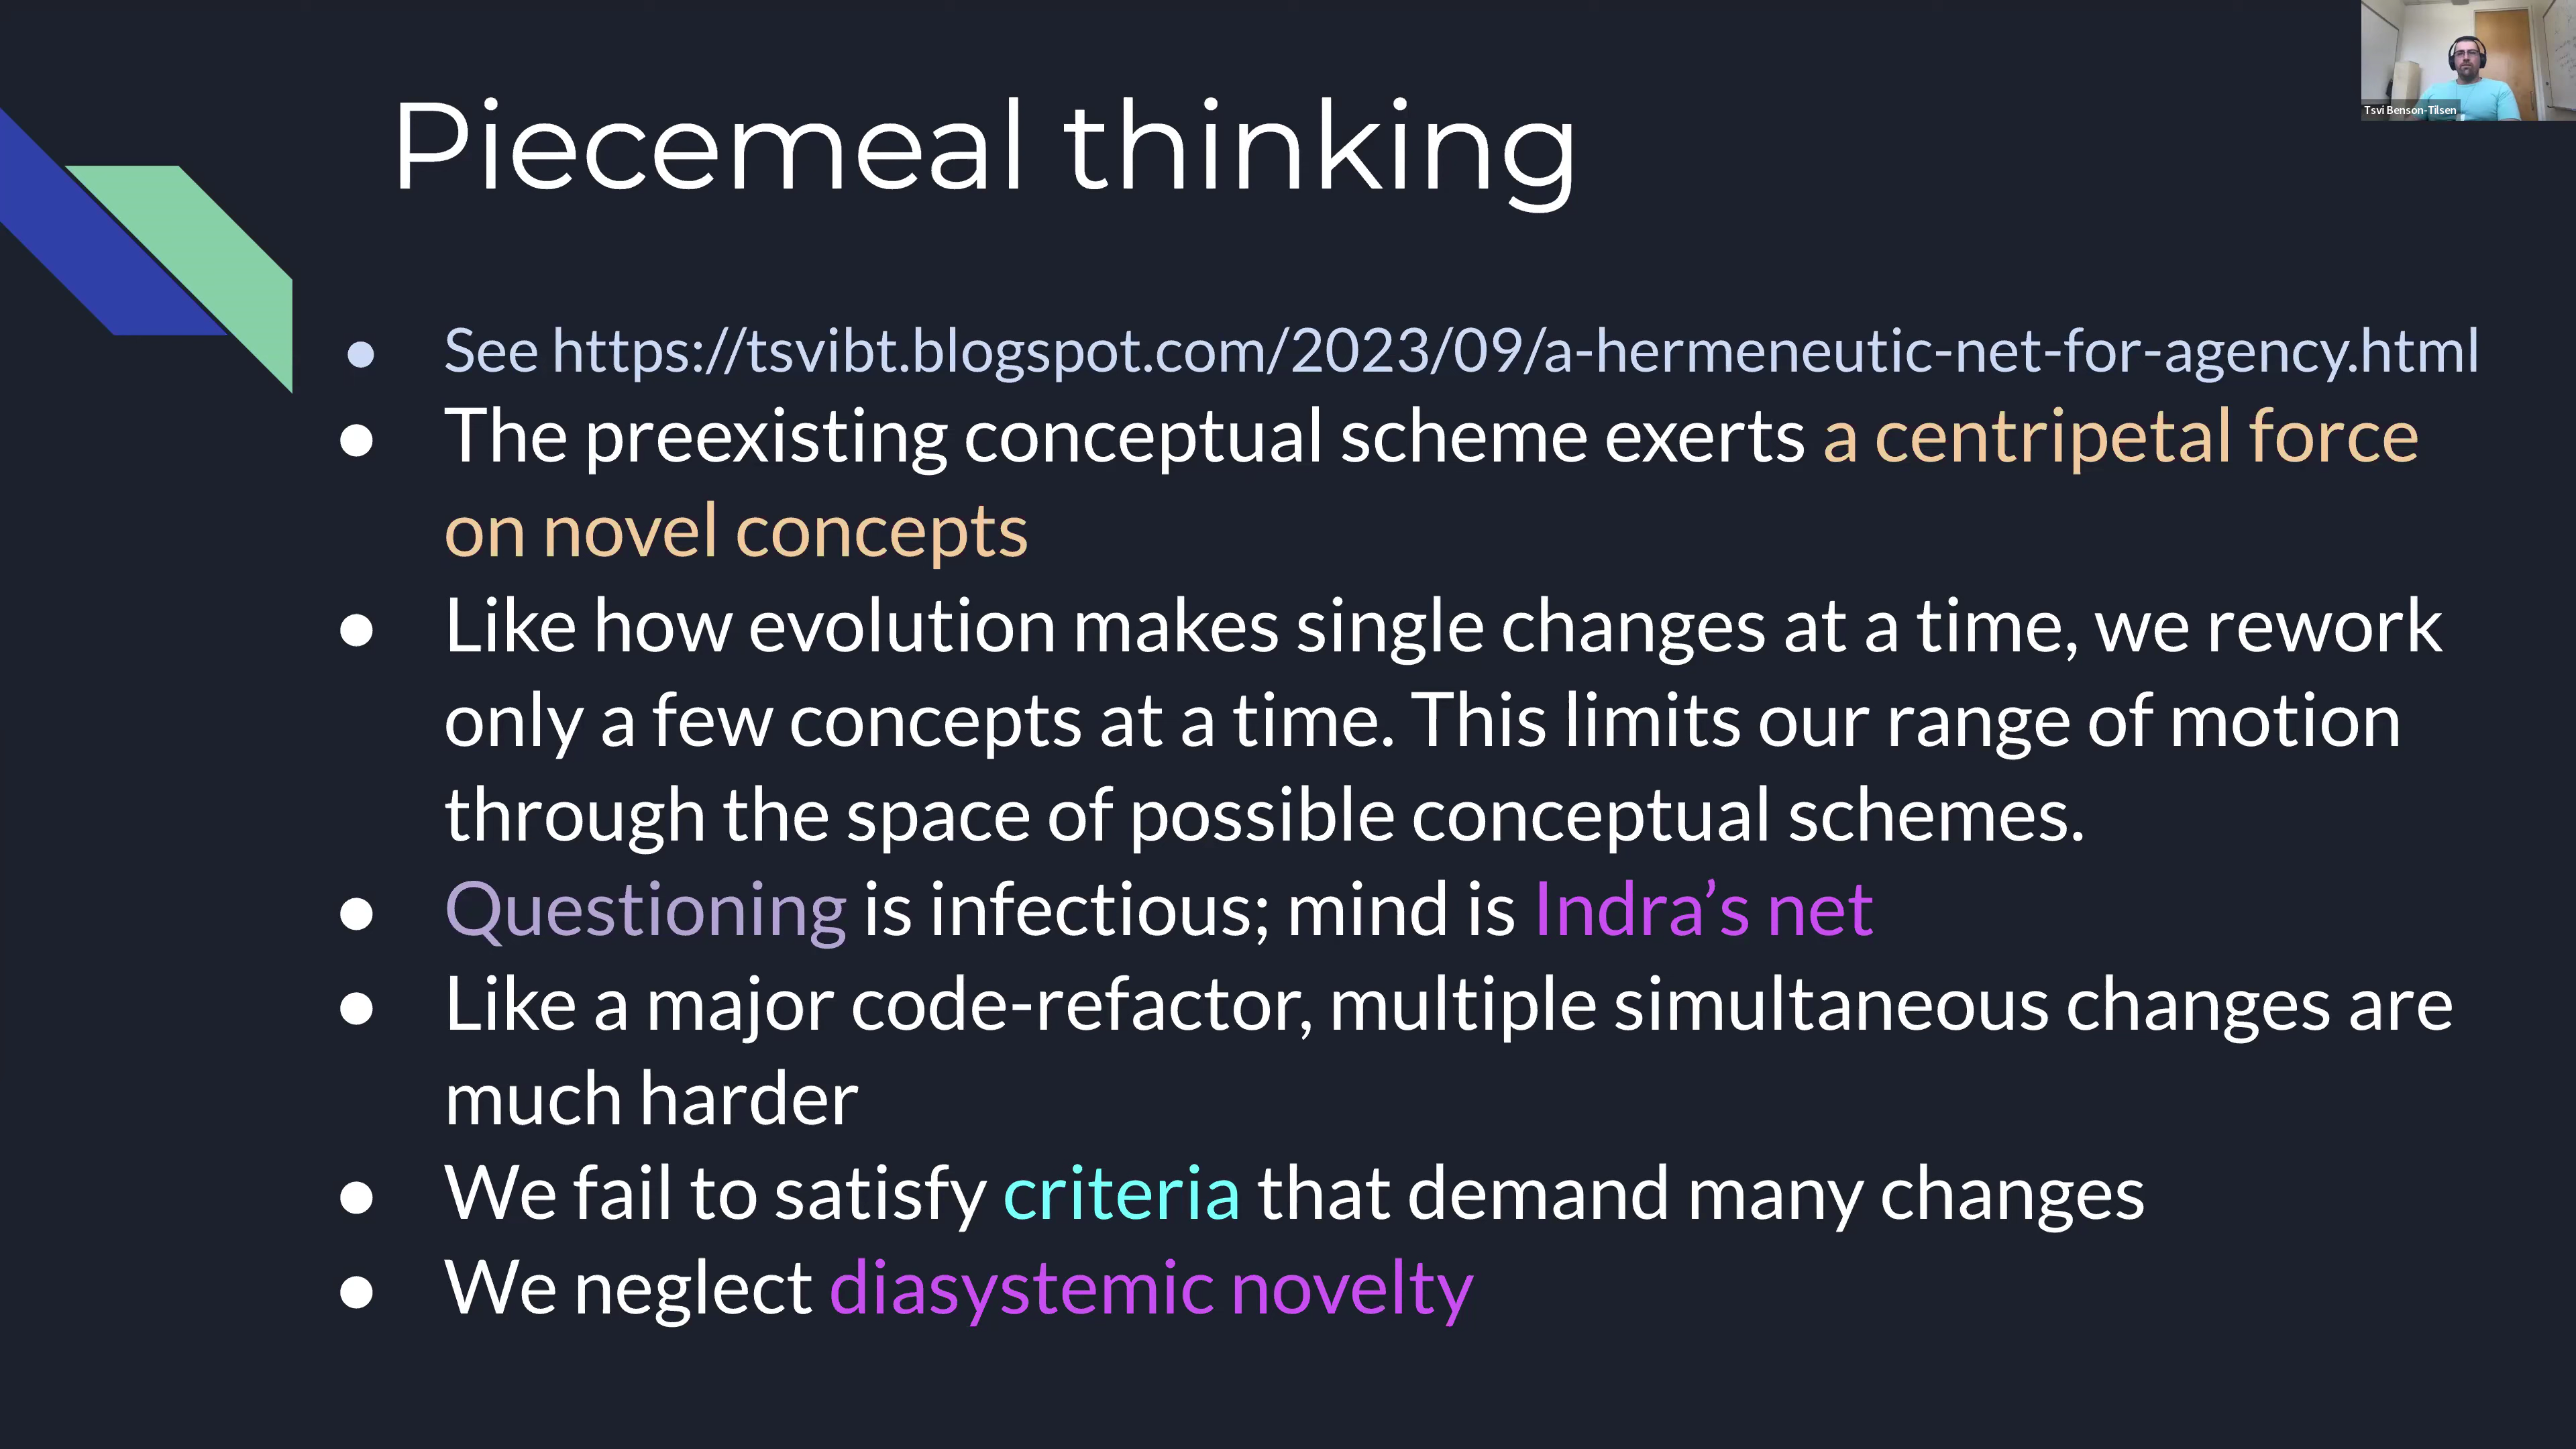 Tsvi Benson-Tilsen
Piecemeal thinking
● See https://tsvibt.blogspot.com/2023/09/a-hermeneutic-net-for-agency.html
● The preexisting conceptual scheme exerts a centripetal force
on novel concepts
● Like how evolution makes single changes at a time, we rework
only a few concepts at a time. This limits our range of motion
through the space of possible conceptual schemes.
● Questioning is infectious; mind is Indra’s net
● Like a major code-refactor, multiple simultaneous changes are
much harder
● We fail to satisfy criteria that demand many changes
● We neglect diasystemic novelty